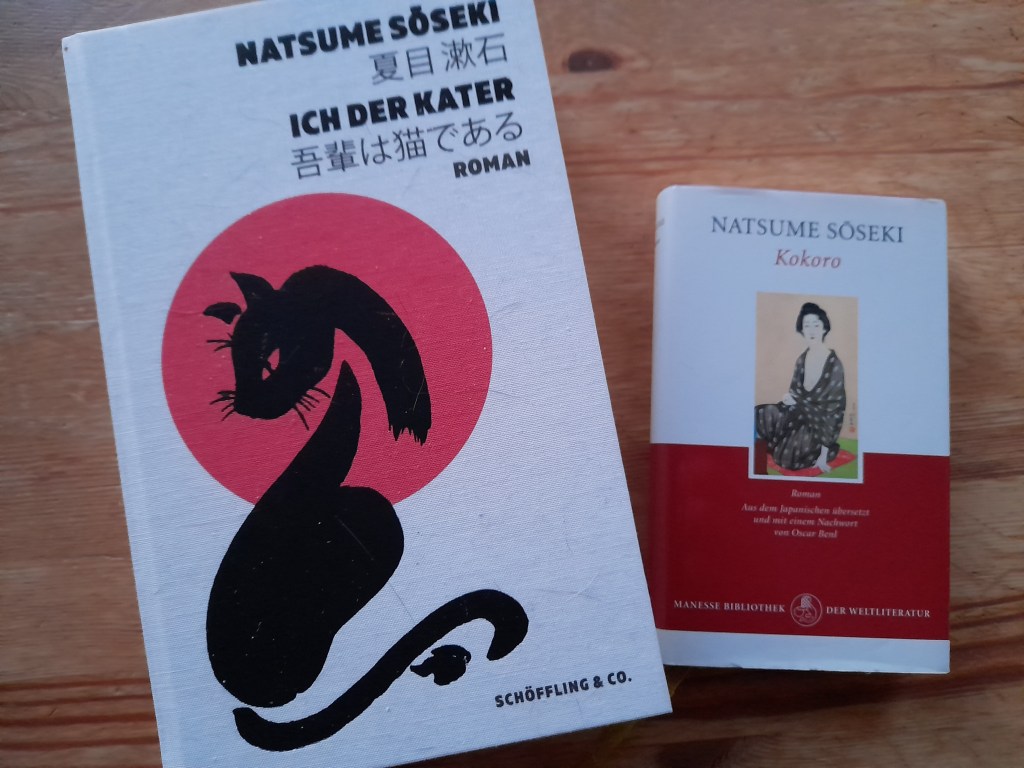 NATSUME SŌSEKI
夏目 漱石
ICH DER KATER
吾輩は猫である
ROMAN
SCHÖFFLING & CO.
NATSUME SŌSEKI
Kokoro
Roman
Aus dem Japanischen übersetzt
und mit einem Nachwort
von Oscar Benl
MANESSE BIBLIOTHEK DER WELTLITERATUR